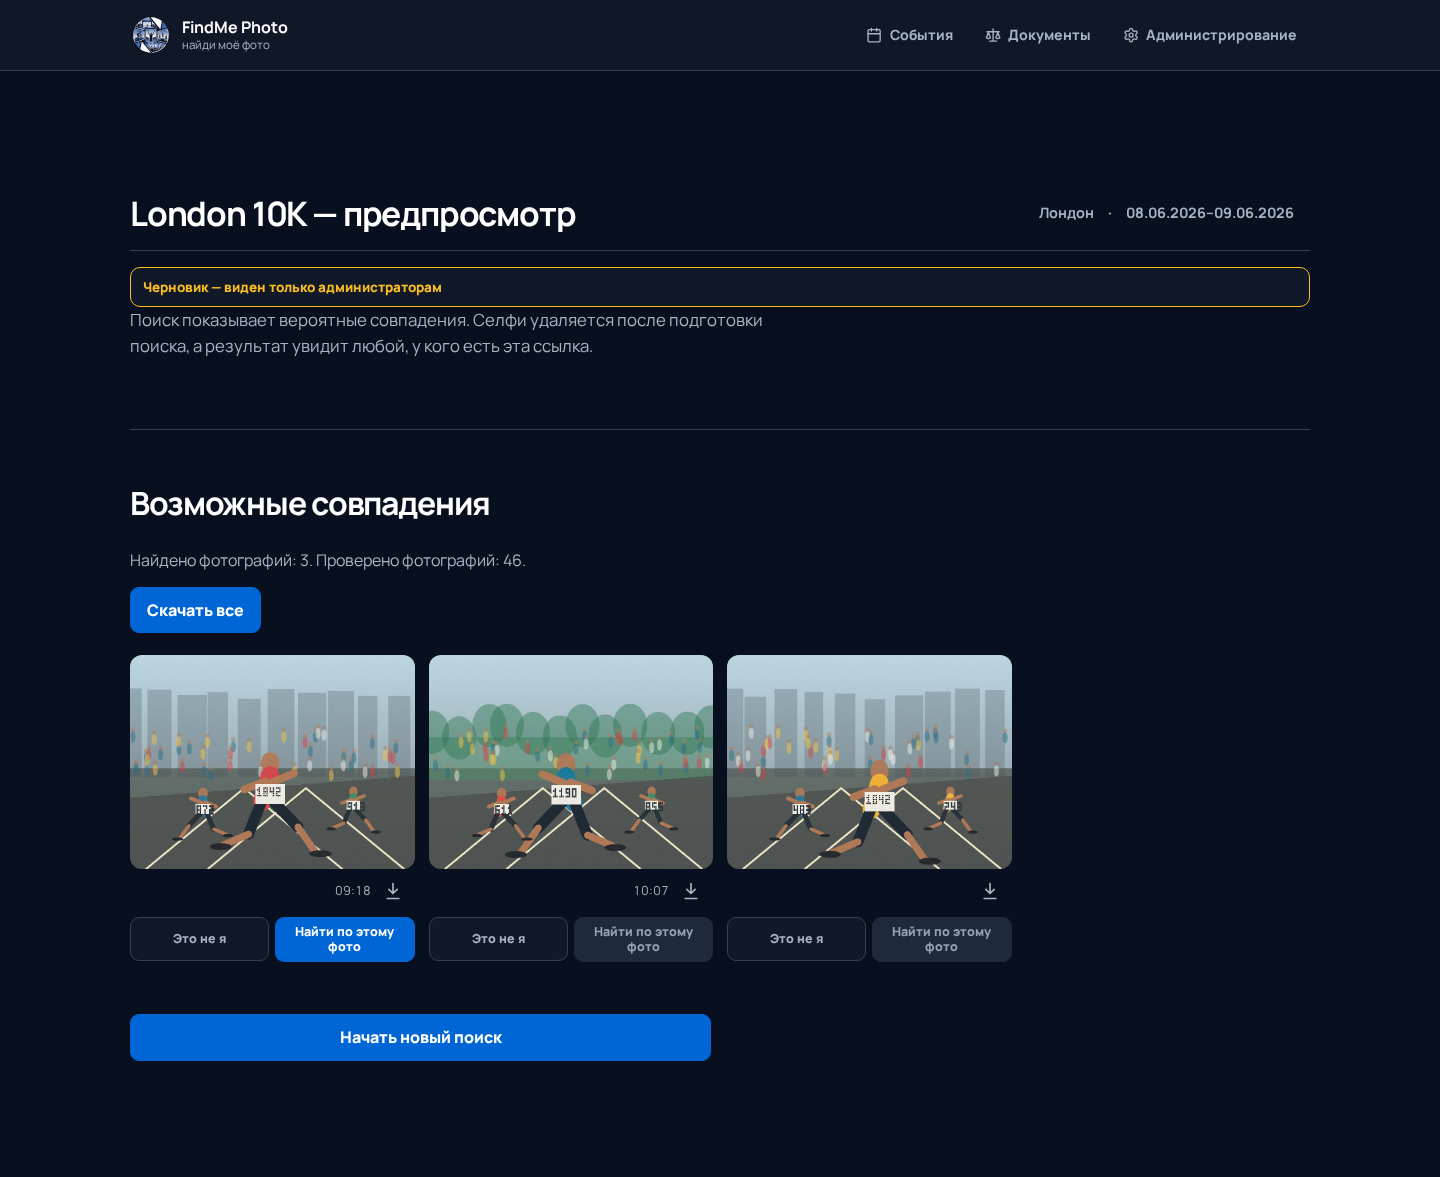 FindMe Photo
найди моё фото
События
Документы
Администрирование
London 10K — предпросмотр
Лондон · 08.06.2026–09.06.2026
Черновик — виден только администраторам
Поиск показывает вероятные совпадения. Селфи удаляется после подготовки
поиска, а результат увидит любой, у кого есть эта ссылка.
Возможные совпадения
Найдено фотографий: 3. Проверено фотографий: 46.
Скачать все
1842
1190
1842
483
09:18
10:07
Это не я
Найти по этому
фото
Это не я
Найти по этому
фото
Это не я
Найти по этому
фото
Начать новый поиск